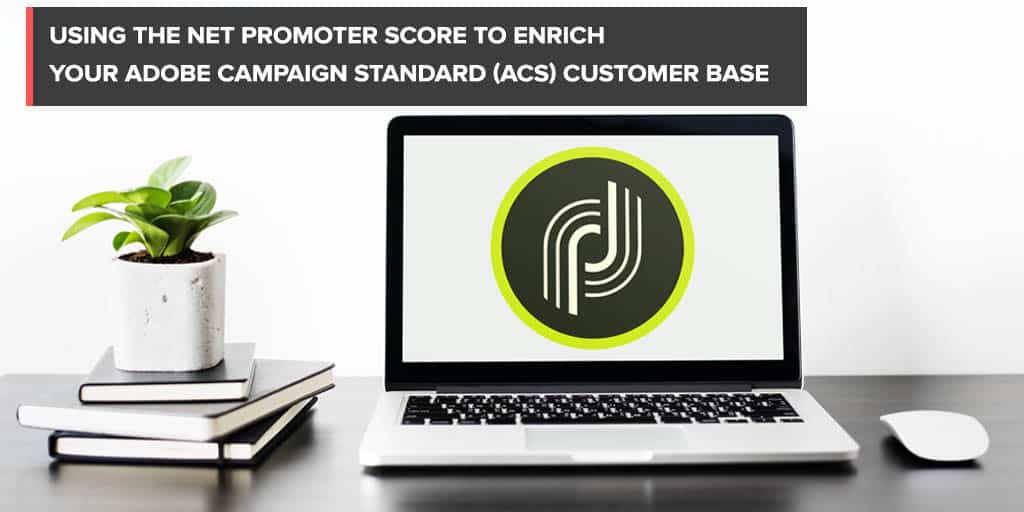 USING THE NET PROMOTER SCORE TO ENRICH
YOUR ADOBE CAMPAIGN STANDARD (ACS) CUSTOMER BASE